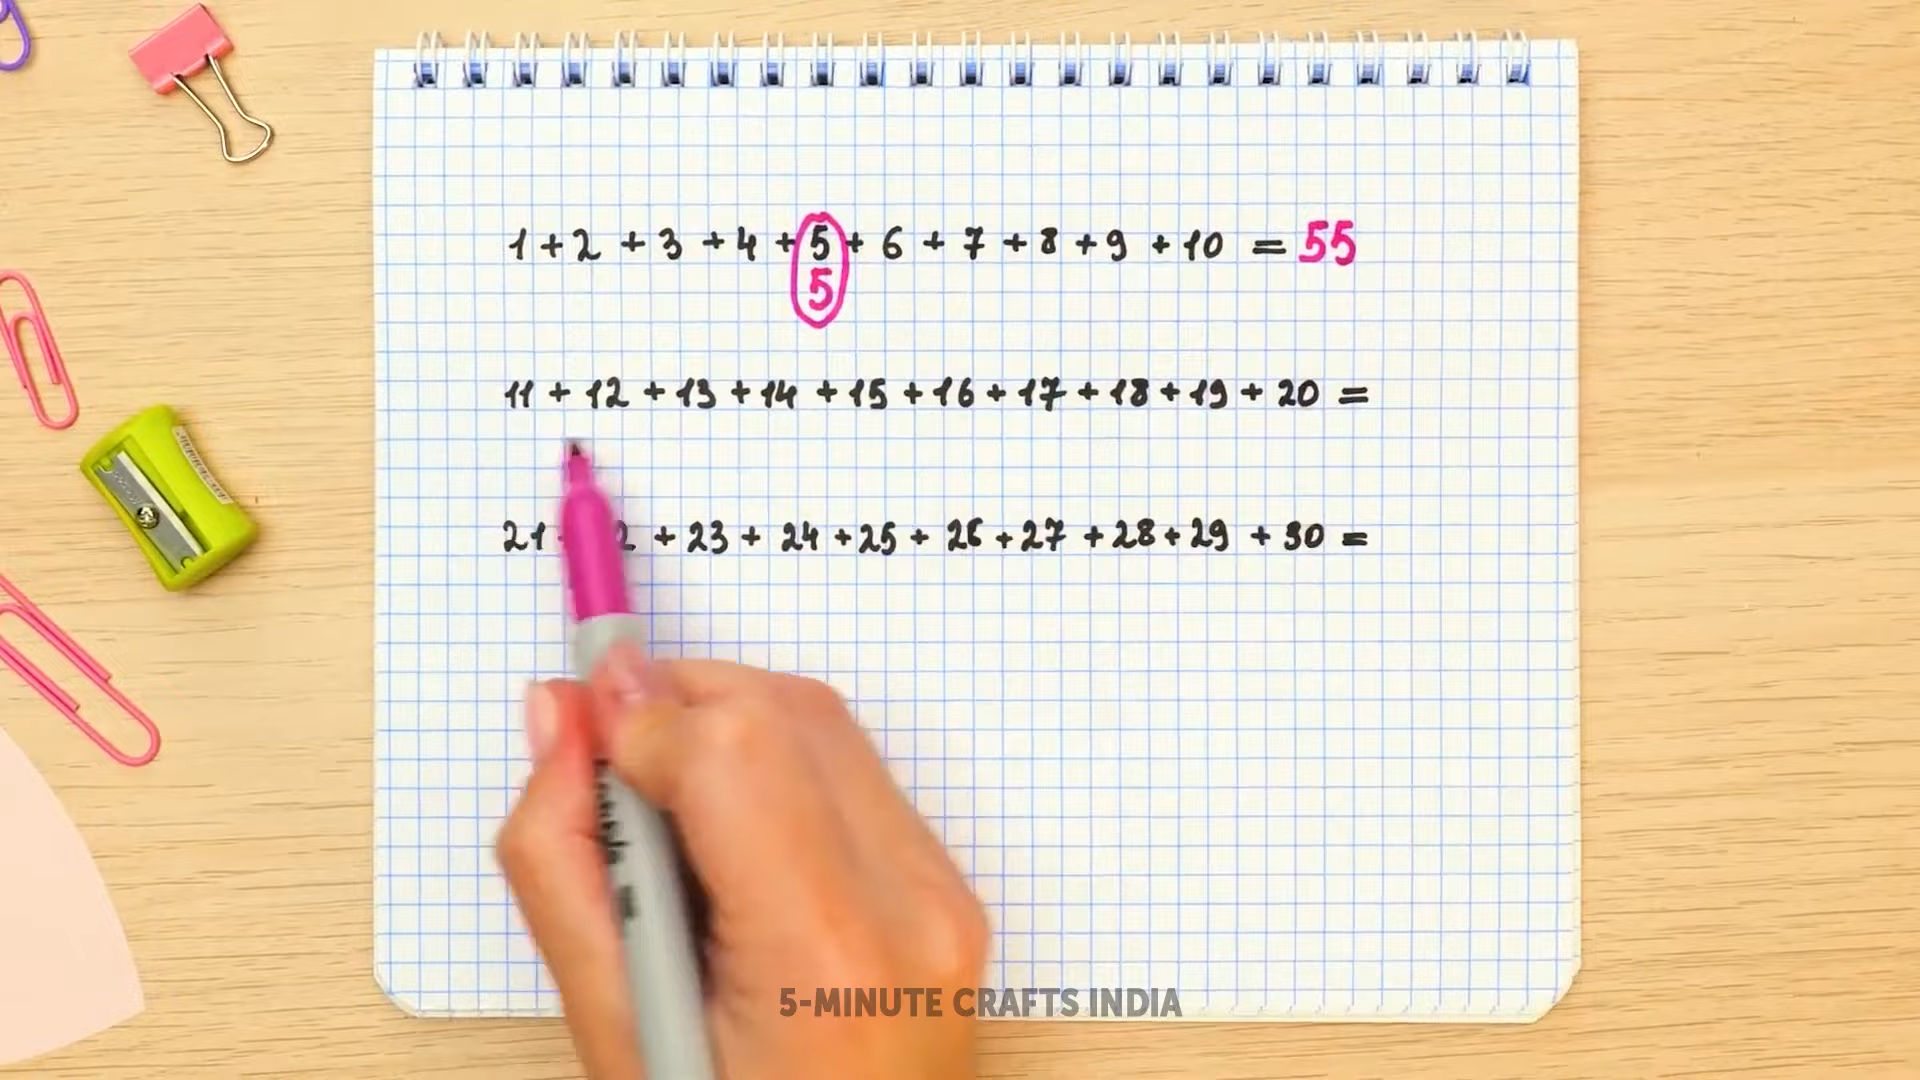 1 + 2 + 3 + 4 + 5 + 6 + 7 + 8 + 9 + 10 = 55
5
11 + 12 + 13 + 14 + 15 + 16 + 17 + 18 + 19 + 20 =
21 + 23 + 24 + 25 + 26 + 27 + 28 + 29 + 30 =
5-MINUTE CRAFTS INDIA